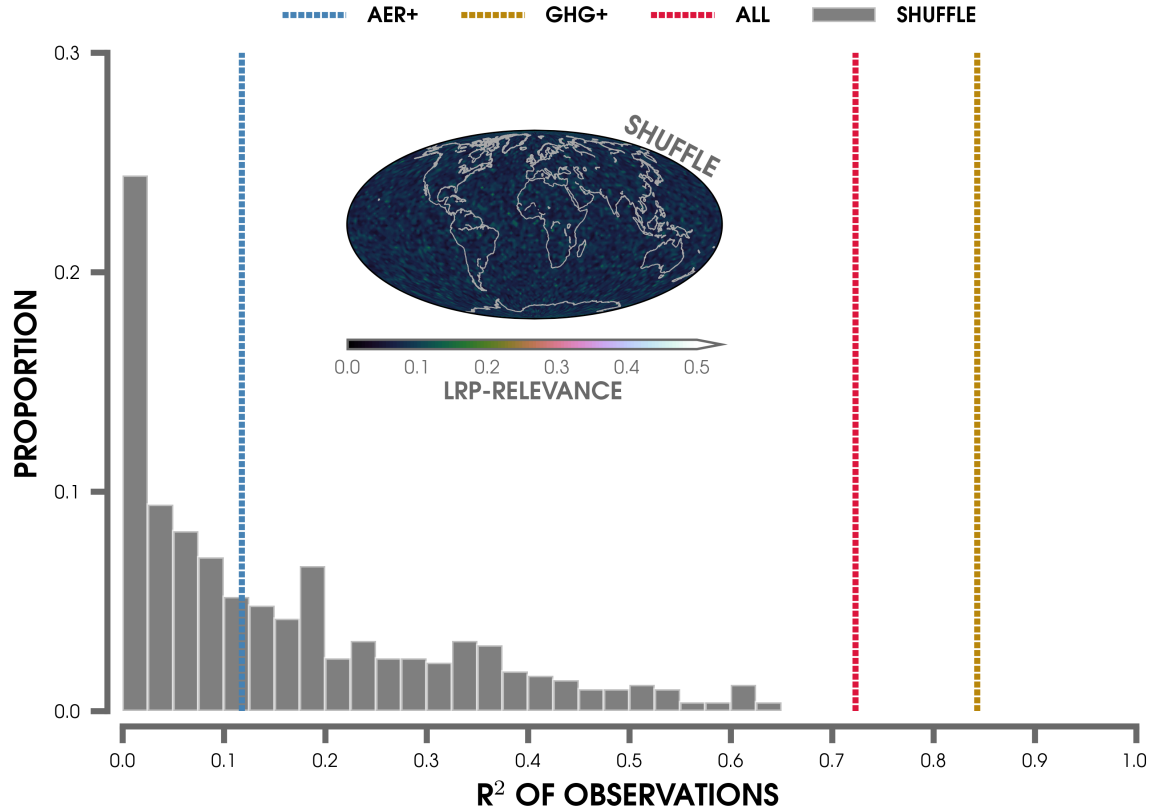 AER+ GHG+ ALL SHUFFLE
0.3
0.2
0.1
0.0
PROPORTION
SHUFFLE
0.0 0.1 0.2 0.3 0.4 0.5
LRP-RELEVANCE
0.0 0.1 0.2 0.3 0.4 0.5 0.6 0.7 0.8 0.9 1.0
R² OF OBSERVATIONS